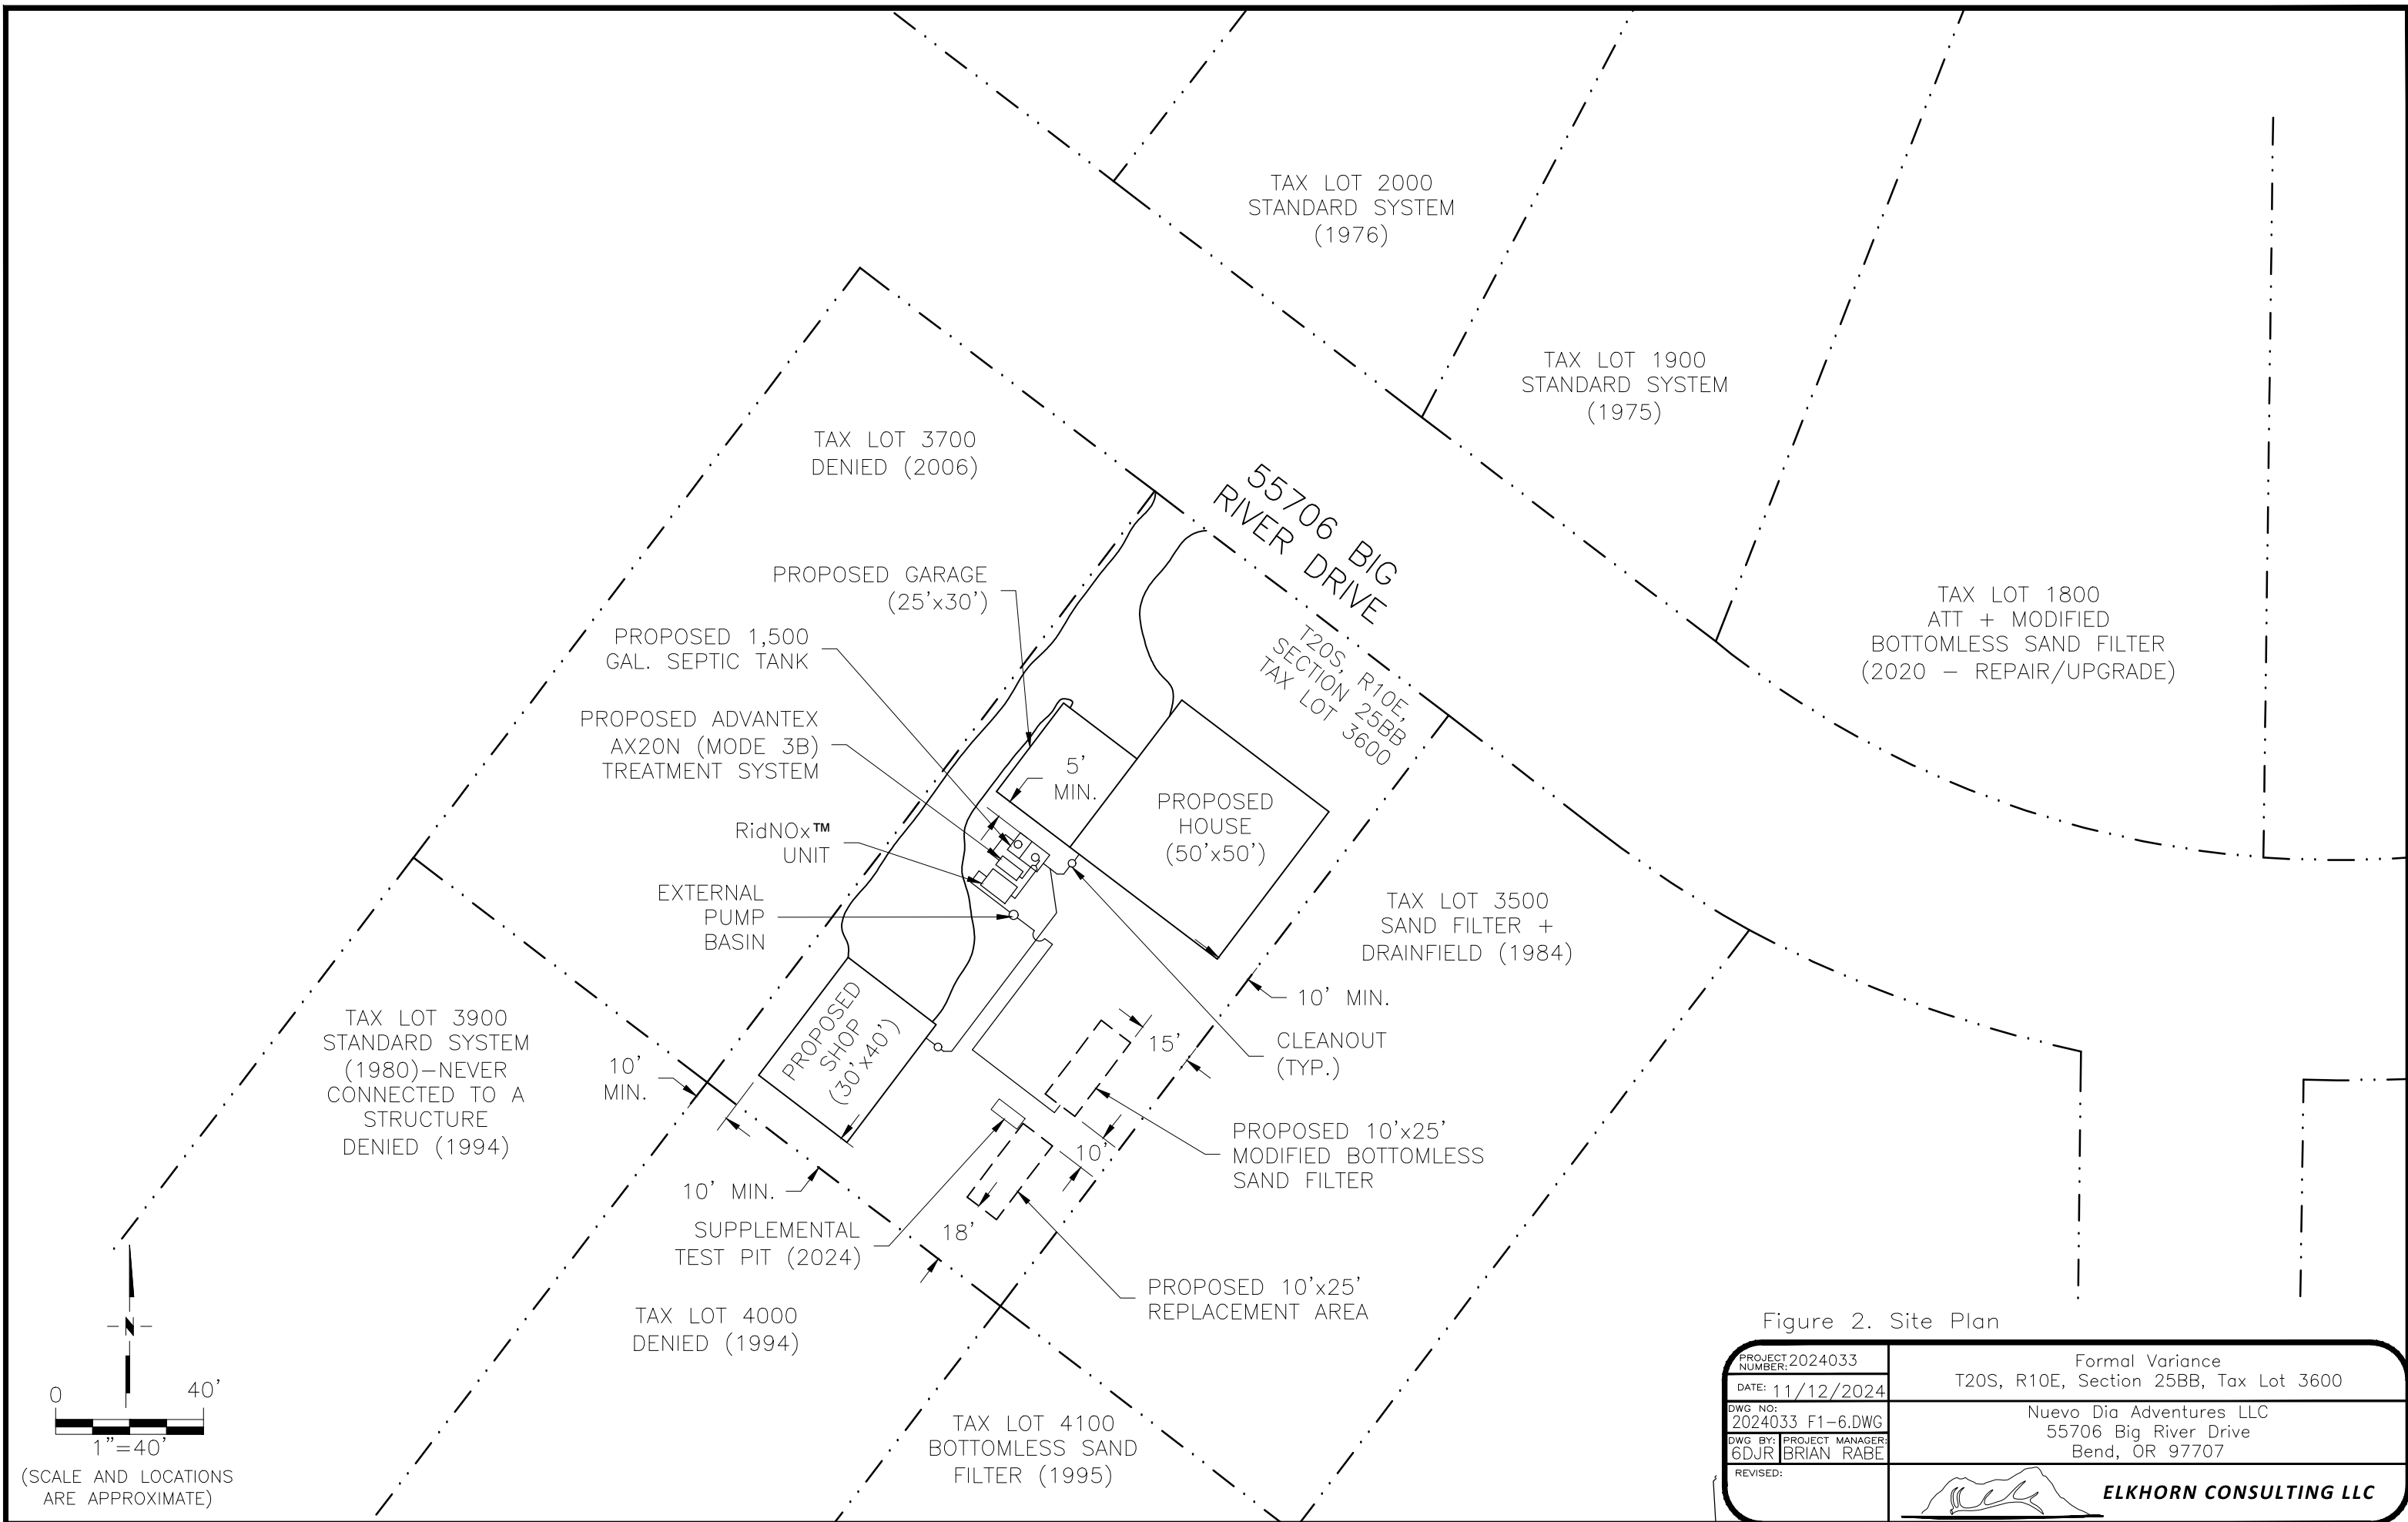 TAX LOT 2000
STANDARD SYSTEM
(1976)
TAX LOT 1900
STANDARD SYSTEM
(1975)
TAX LOT 3700
DENIED (2006)
55706 BIG
RIVER DRIVE
T20S, R10E,
SECTION 25BB
TAX LOT 3600
TAX LOT 1800
ATT + MODIFIED
BOTTOMLESS SAND FILTER
(2020 – REPAIR/UPGRADE)
PROPOSED GARAGE
(25'x30')
PROPOSED 1,500
GAL. SEPTIC TANK
PROPOSED ADVANTEX
AX20N (MODE 3B)
TREATMENT SYSTEM
RidNOx™
UNIT
EXTERNAL
PUMP
BASIN
5'
MIN.
PROPOSED
HOUSE
(50'x50')
TAX LOT 3500
SAND FILTER +
DRAINFIELD (1984)
10' MIN.
CLEANOUT
(TYP.)
15'
PROPOSED
SHOP
(30'x40')
TAX LOT 3900
STANDARD SYSTEM
(1980)–NEVER
CONNECTED TO A
STRUCTURE
DENIED (1994)
10'
MIN.
10' MIN.
10'
18'
PROPOSED 10'x25'
MODIFIED BOTTOMLESS
SAND FILTER
SUPPLEMENTAL
TEST PIT (2024)
PROPOSED 10'x25'
REPLACEMENT AREA
TAX LOT 4000
DENIED (1994)
TAX LOT 4100
BOTTOMLESS SAND
FILTER (1995)
N
0 40'
1"=40'
(SCALE AND LOCATIONS
ARE APPROXIMATE)
Figure 2. Site Plan
PROJECT NUMBER: 2024033
DATE: 11/12/2024
DWG NO:
2024033 F1-6.DWG
DWG BY: PROJECT MANAGER:
6DJR BRIAN RABE
REVISED:
Formal Variance
T20S, R10E, Section 25BB, Tax Lot 3600
Nuevo Dia Adventures LLC
55706 Big River Drive
Bend, OR 97707
ELKHORN CONSULTING LLC